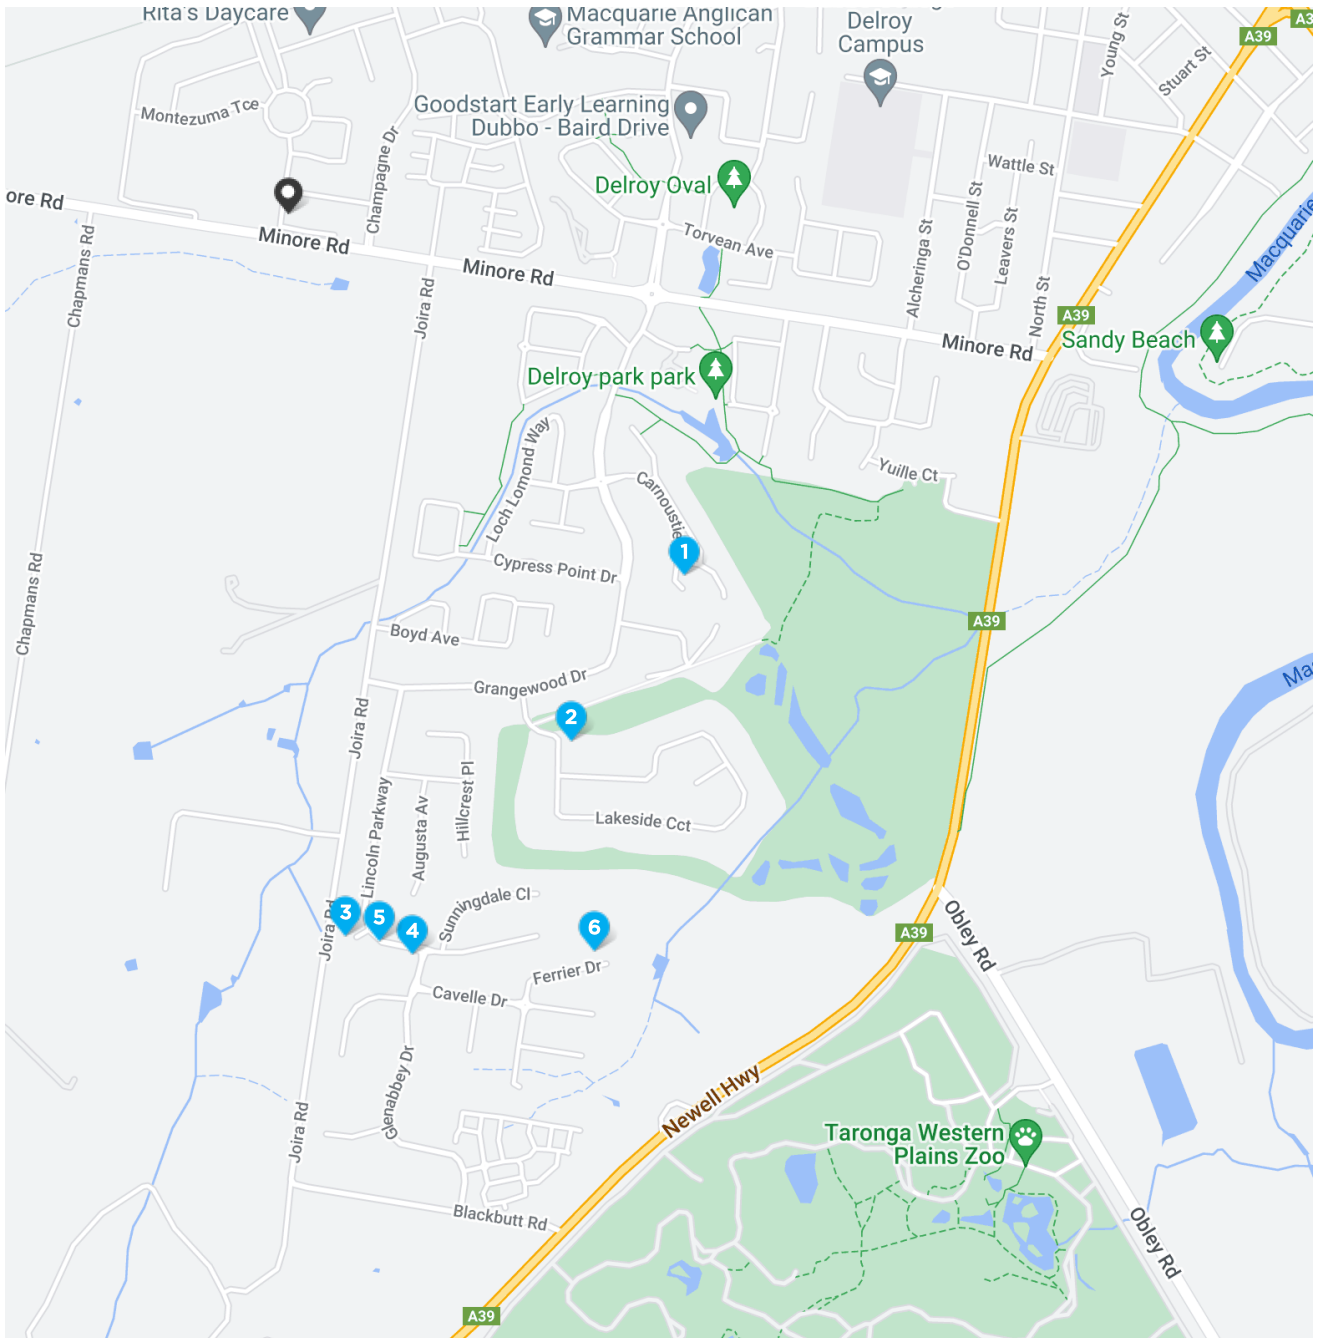 Rita's Daycare
Macquarie Anglican
Grammar School
Delroy
Campus
A39
A3
Young St
Stuart St
Montezuma Tce
Champagne Dr
Goodstart Early Learning
Dubbo - Baird Drive
Wattle St
Delroy Oval
O'Donnell St
Leavers St
Alcheringa St
ore Rd
Minore Rd
Torvean Ave
Macquarie
Chapmans Rd
Minore Rd
Joira Rd
North St
A39
Minore Rd
Sandy Beach
Delroy park park
Loch Lomond Way
Yuille Ct
Carnoustie
1
Cypress Point Dr
Chapmans Rd
Boyd Ave
A39
Grangewood Dr
Ma
2
Joira Rd
Hillcrest Pl
Lincoln Parkway
Augusta Av
Lakeside Cct
Sunningdale Cl
3
5
4
6
Joira Rd
A39
Obley Rd
Ferrier Dr
Cavelle Dr
Glenabbey Dr
Newell Hwy
Joira Rd
Taronga Western
Plains Zoo
Blackbutt Rd
Obley Rd
A39